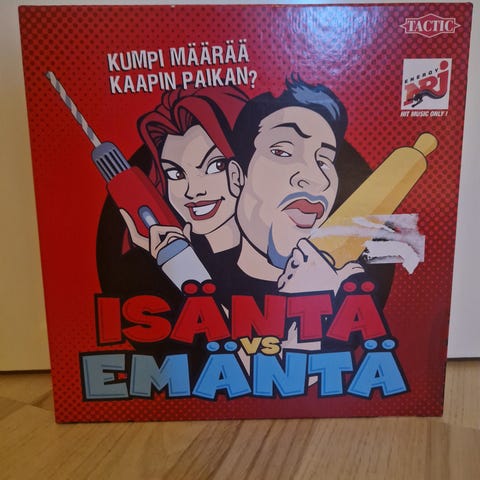 TACTIC
KUMPI MÄÄRÄÄ
KAAPIN PAIKAN?
ENERGY
NRJ
HIT MUSIC ONLY!
ISÄNTÄ
VS
EMÄNTÄ